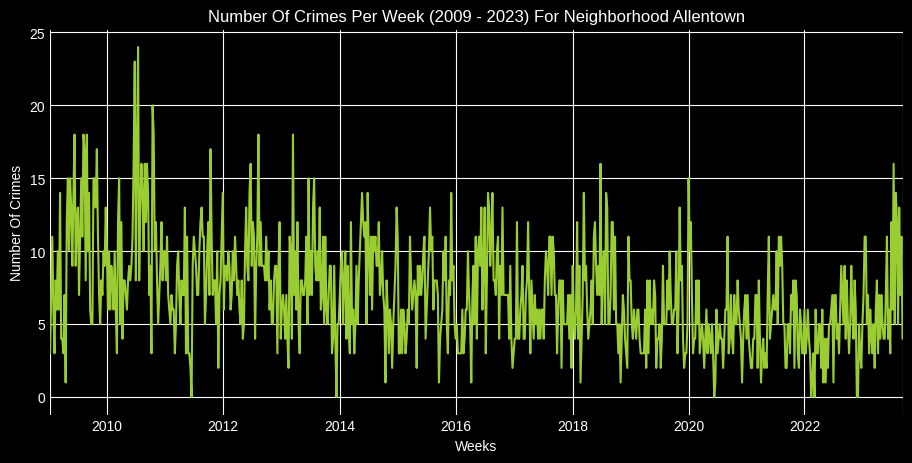 Number Of Crimes Per Week (2009 - 2023) For Neighborhood Allentown
Number Of Crimes
25
20
15
10
5
0
2010 2012 2014 2016 2018 2020 2022
Weeks